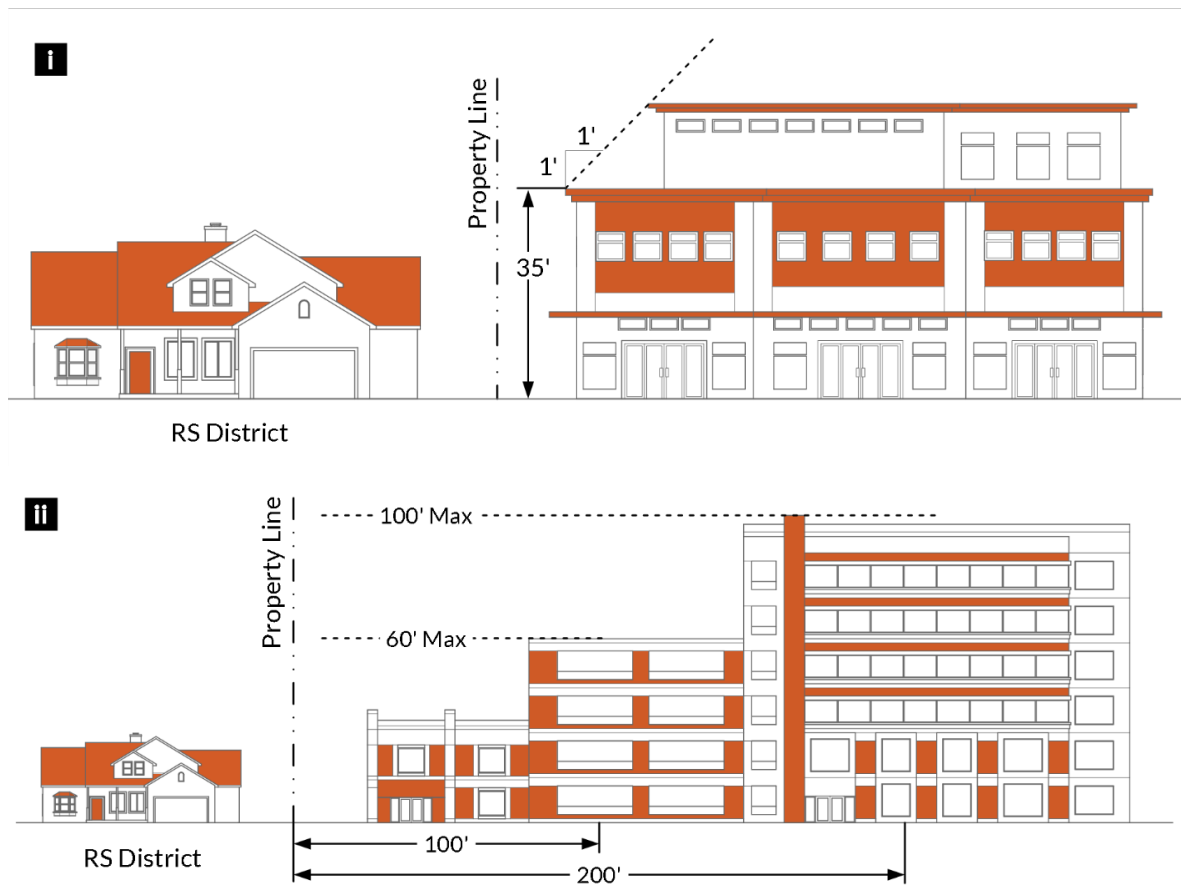 i
Property Line
1'
1'
35'
RS District
ii
Property Line
100' Max
60' Max
RS District
100'
200'